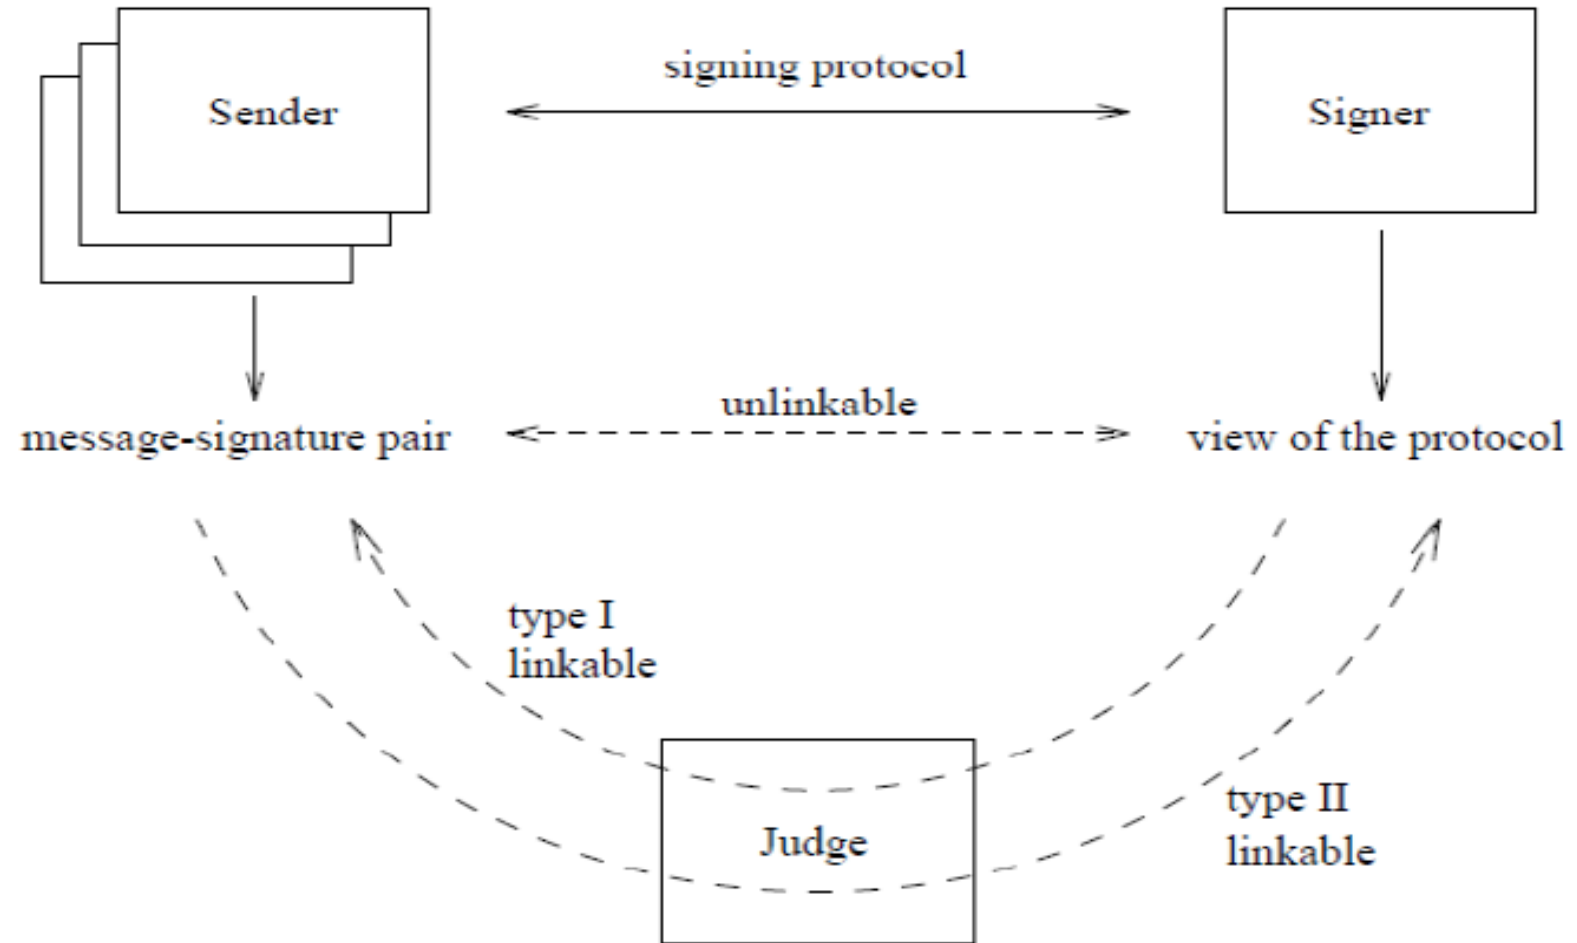 signing protocol
Sender
Signer
unlinkable
message-signature pair
view of the protocol
type I
linkable
type II
linkable
Judge